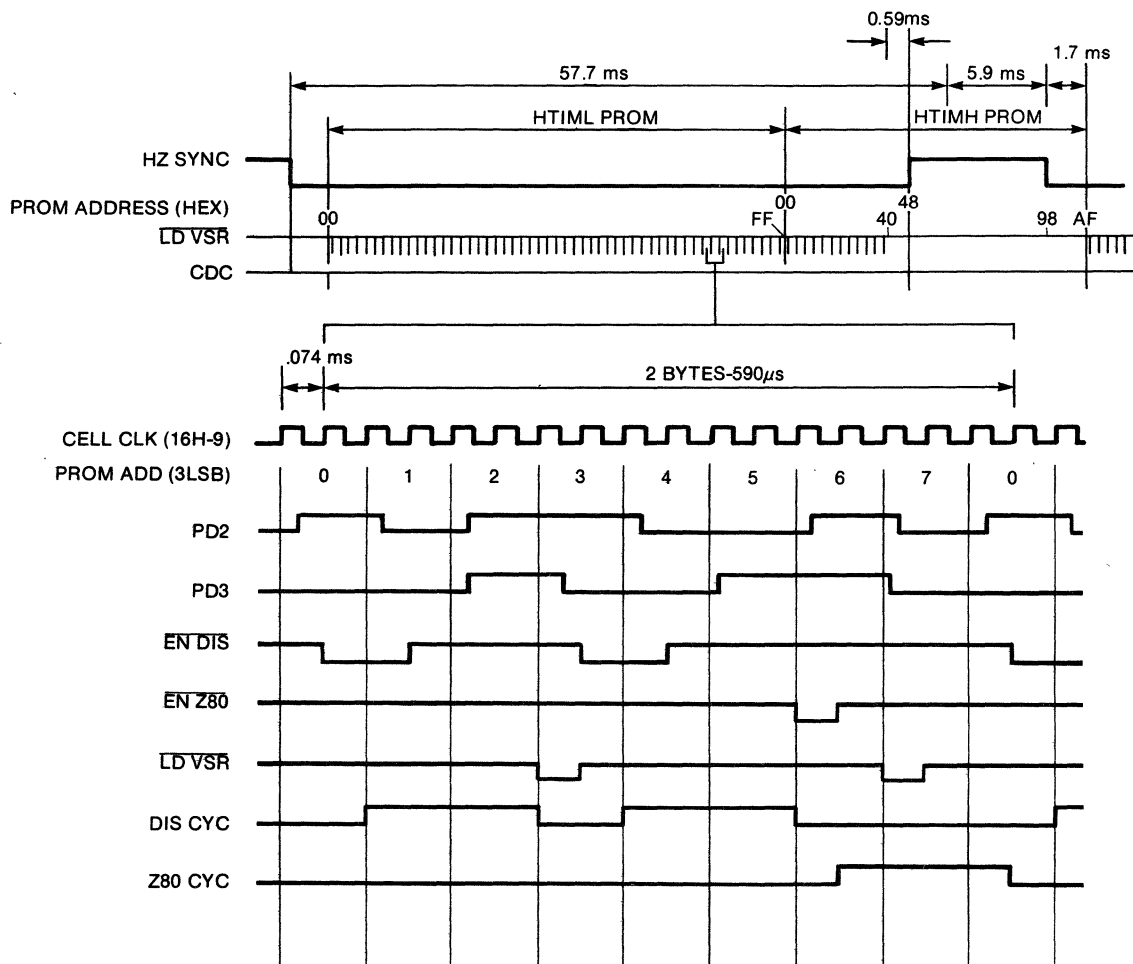 0.59ms
1.7 ms
57.7 ms
5.9 ms
HTIML PROM
HTIMH PROM
HZ SYNC
PROM ADDRESS (HEX)
00
FF
00
40
48
98
AF
LD VSR
CDC
.074 ms
2 BYTES-590µs
CELL CLK (16H-9)
PROM ADD (3LSB)
0 1 2 3 4 5 6 7 0
PD2
PD3
EN DIS
EN Z80
LD VSR
DIS CYC
Z80 CYC